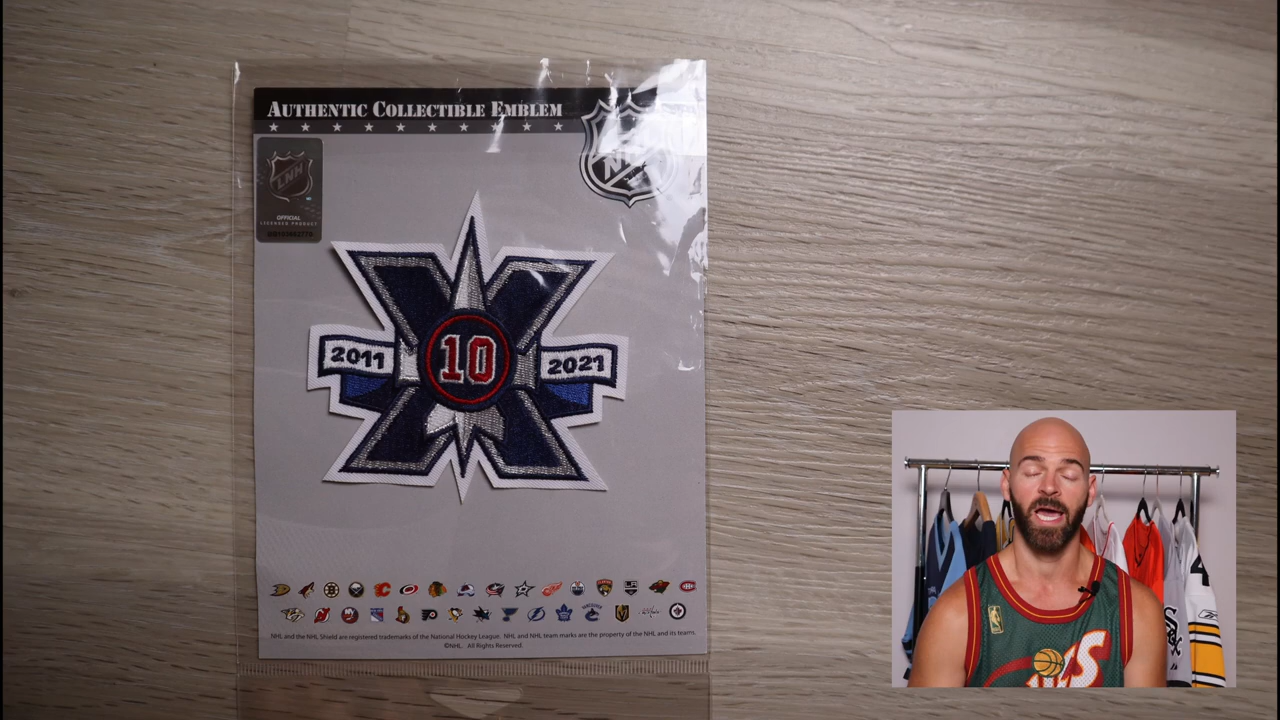 AUTHENTIC COLLECTIBLE EMBLEM
NHL
OFFICIAL
LICENSED PRODUCT
2011
10
2021
NHL and the NHL Shield are registered trademarks of the National Hockey League. NHL and NHL team marks are the property of the NHL and its teams.
©NHL. All Rights Reserved.
Sox